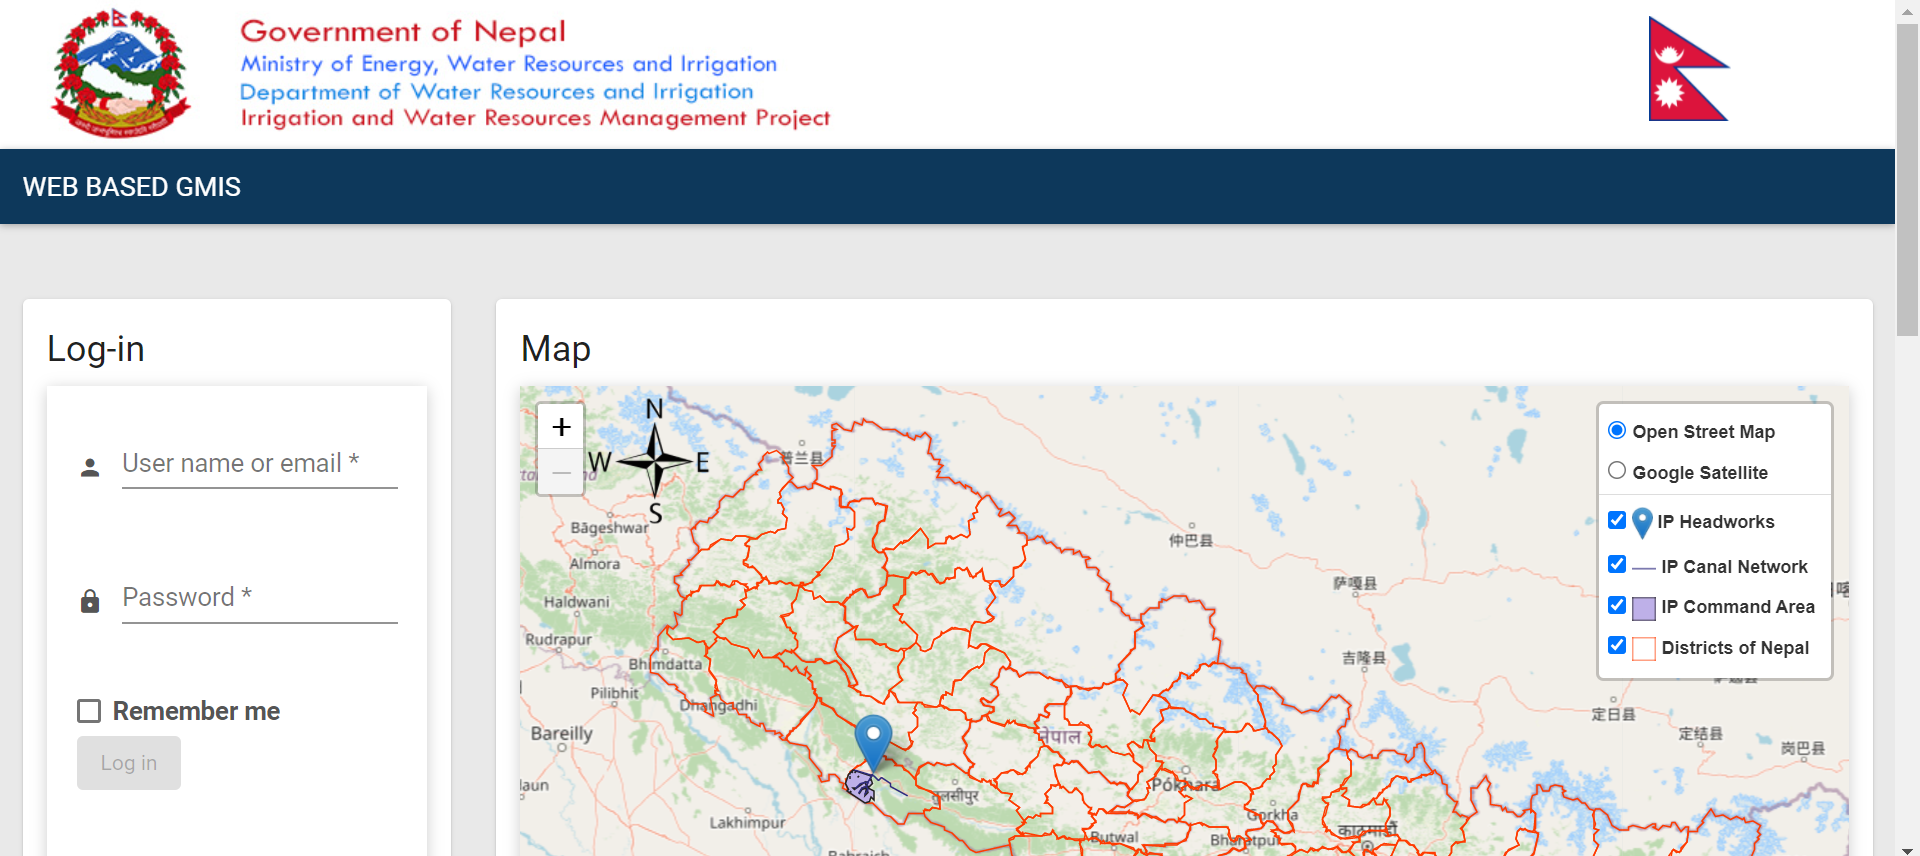 Government of Nepal
Ministry of Energy, Water Resources and Irrigation
Department of Water Resources and Irrigation
Irrigation and Water Resources Management Project
WEB BASED GMIS
Log-in
User name or email *
Password *
Remember me
Log in
Map
+
−
N
W
E
S
Open Street Map
Google Satellite
IP Headworks
IP Canal Network
IP Command Area
Districts of Nepal
普兰县
Bāgeshwar
Almora
仲巴县
萨嘎县
Haldwani
Rudrapur
Bhimdatta
吉隆县
Pilibhit
Dhangadhi
定日县
Bareilly
नेपाल
定结县
岗巴县
Pokhara
तुलसीपुर
Lakhimpur
Gorkha
काठमाडौँ
Butwal
Bharatpur
Bahraich